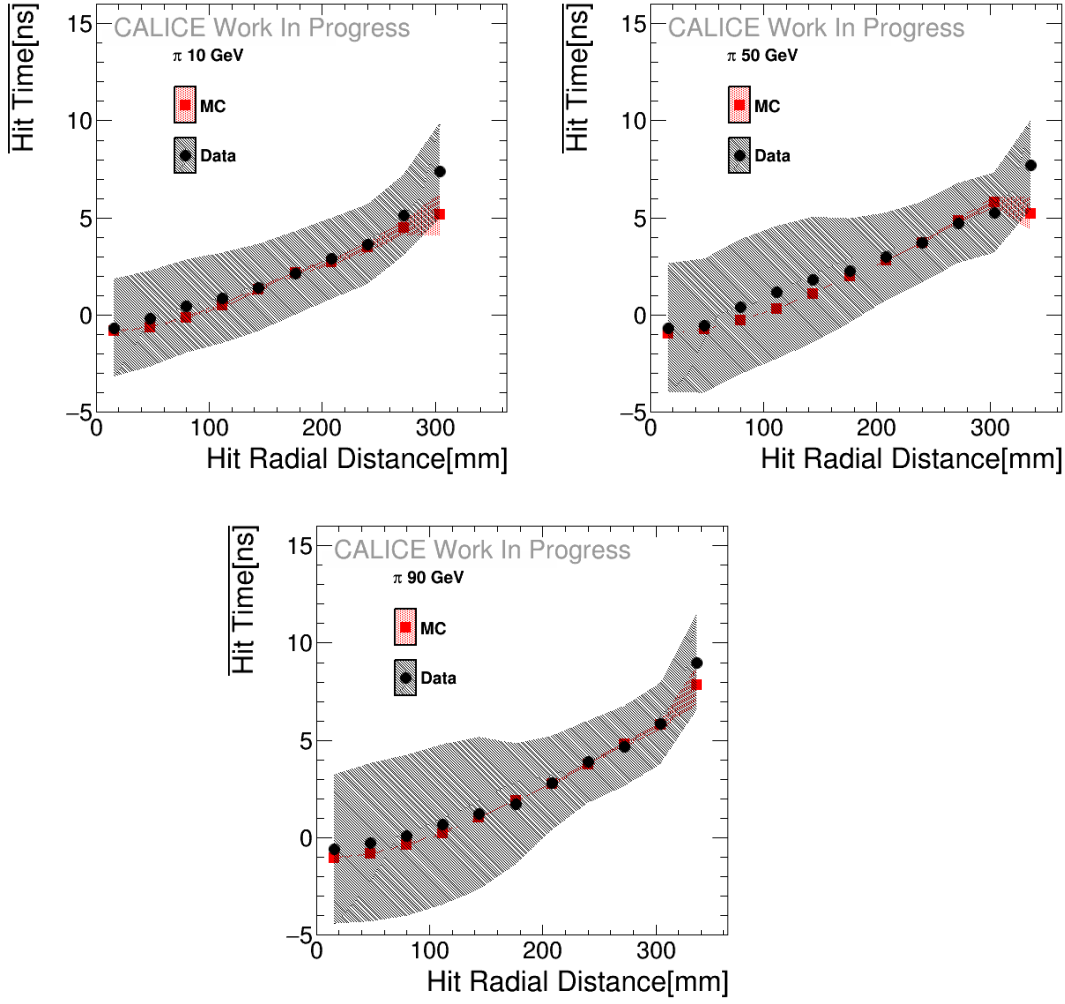 CALICE Work In Progress
π 10 GeV
MC
Data
Hit Time[ns]
15
10
5
0
−5
0
100
200
300
Hit Radial Distance[mm]
CALICE Work In Progress
π 50 GeV
MC
Data
Hit Time[ns]
15
10
5
0
−5
0
100
200
300
Hit Radial Distance[mm]
CALICE Work In Progress
π 90 GeV
MC
Data
Hit Time[ns]
15
10
5
0
−5
0
100
200
300
Hit Radial Distance[mm]